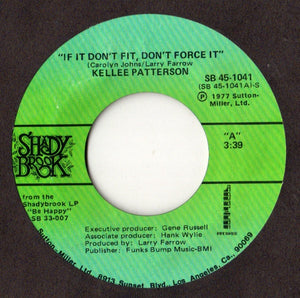 "IF IT DON'T FIT, DON'T FORCE IT"
(Carolyn Johns/Larry Farrow)
KELLEE PATTERSON
SB 45-1041
(SB 45-1041A)-S
℗ 1977 Sutton-
Miller, Ltd.
SHADY
BROOK
"A"
3:39
from the
Shadybrook LP
"Be Happy"
SB 33-007
Executive producer: Gene Russell
Associate producer: Hank Wylie
Produced by: Larry Farrow
Publisher: Funks Bump Music-BMI
Sutton-Miller Ltd. 8913 Sunset Blvd. Los Angeles, Ca. 90069